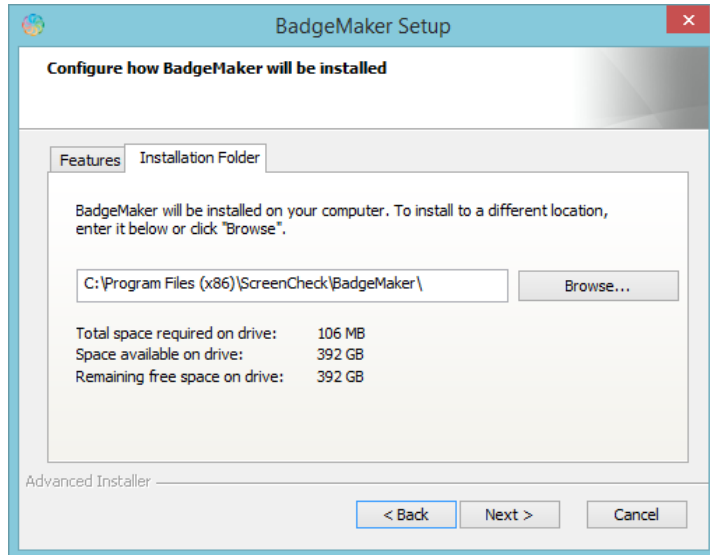 BadgeMaker Setup
Configure how BadgeMaker will be installed
Features
Installation Folder
BadgeMaker will be installed on your computer. To install to a different location,
enter it below or click "Browse".
C:\Program Files (x86)\ScreenCheck\BadgeMaker\
Browse...
Total space required on drive: 106 MB
Space available on drive: 392 GB
Remaining free space on drive: 392 GB
Advanced Installer
< Back
Next >
Cancel